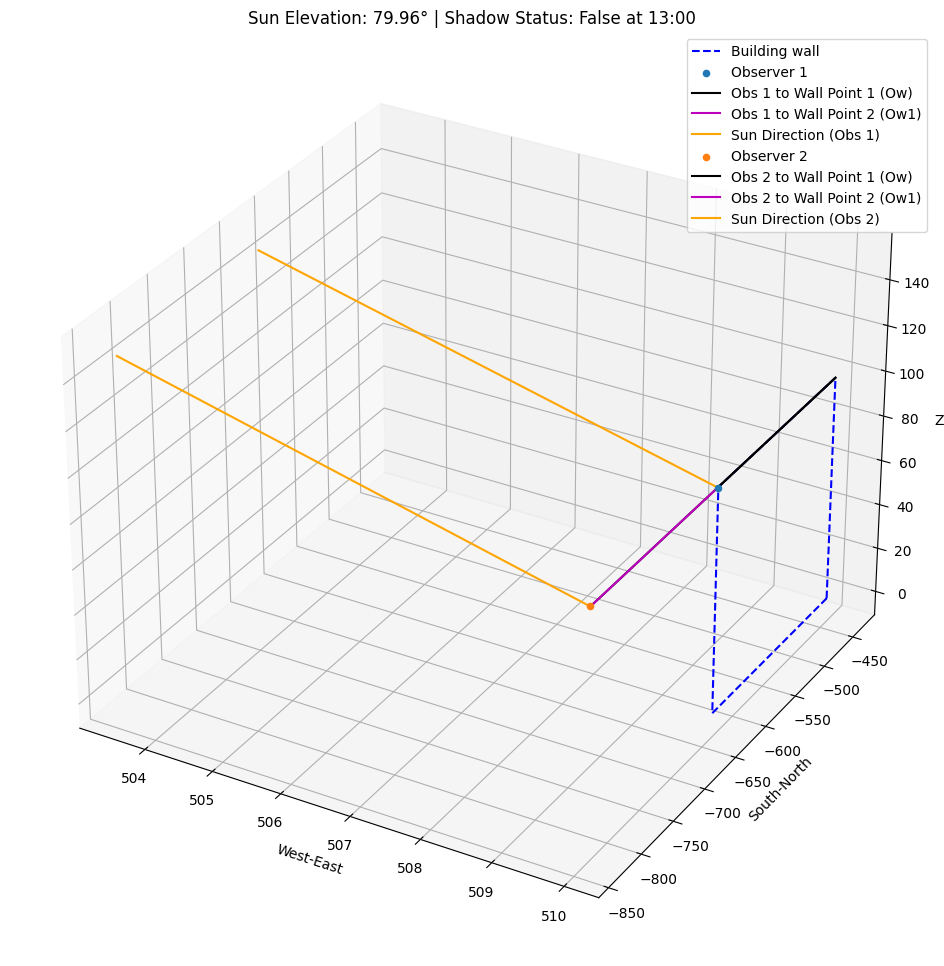 Sun Elevation: 79.96° | Shadow Status: False at 13:00
Building wall
Observer 1
Obs 1 to Wall Point 1 (Ow)
Obs 1 to Wall Point 2 (Ow1)
Sun Direction (Obs 1)
Observer 2
Obs 2 to Wall Point 1 (Ow)
Obs 2 to Wall Point 2 (Ow1)
Sun Direction (Obs 2)
140
120
100
80
Z
60
40
20
0
−450
−500
−550
−600
−650
−700
−750
−800
−850
South-North
504
505
506
507
508
509
510
West-East